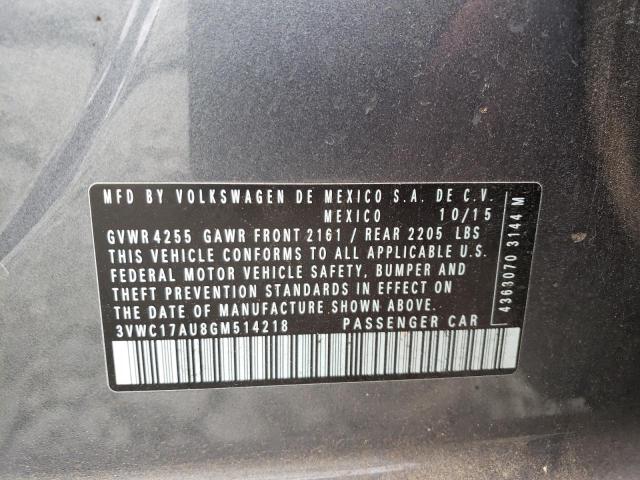 MFD BY VOLKSWAGEN DE MEXICO S.A. DE C.V.
MEXICO 10/15
GVWR 4255 GAWR FRONT 2161 / REAR 2205 LBS
THIS VEHICLE CONFORMS TO ALL APPLICABLE U.S.
FEDERAL MOTOR VEHICLE SAFETY, BUMPER AND
THEFT PREVENTION STANDARDS IN EFFECT ON
THE DATE OF MANUFACTURE SHOWN ABOVE.
3VWC17AU8GM514218 PASSENGER CAR
4363070 3144 M